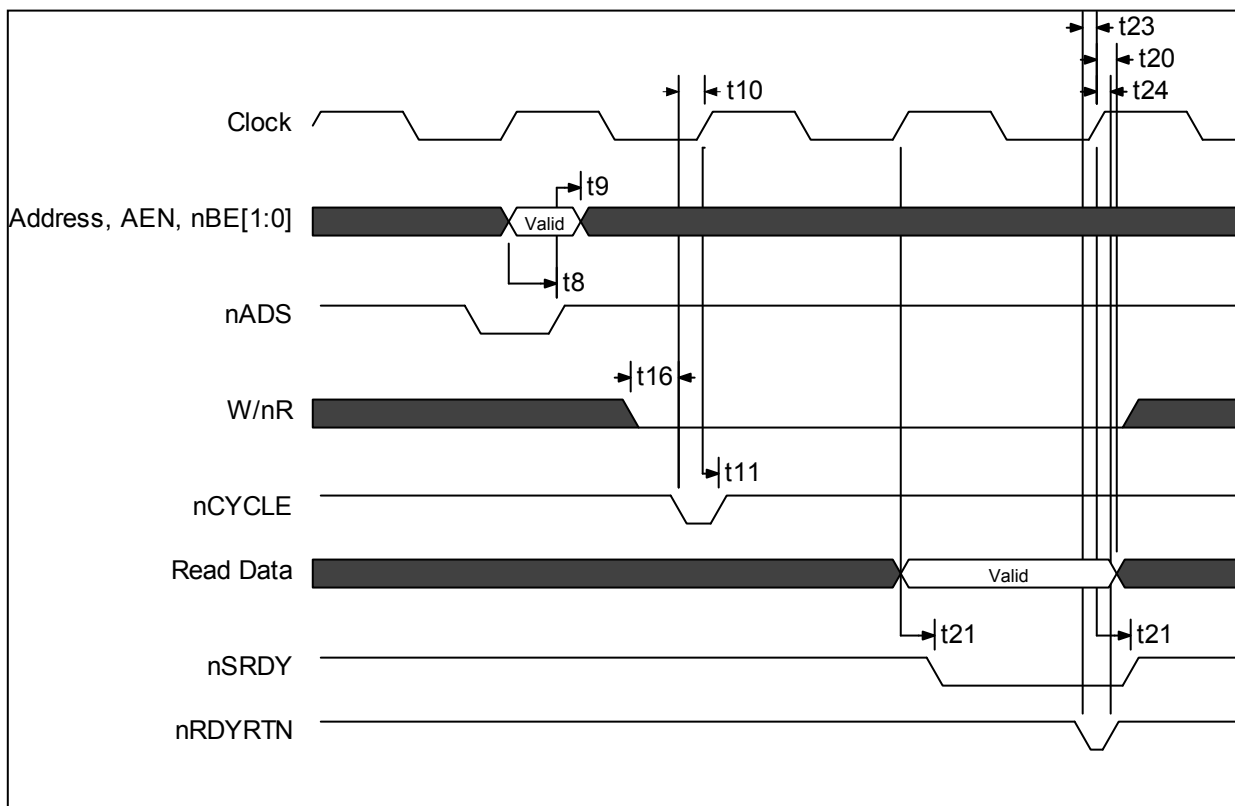 t23
t20
t10
t24
Clock
t9
Address, AEN, nBE[1:0]
Valid
t8
nADS
t16
W/nR
t11
nCYCLE
Read Data
Valid
t21
t21
nSRDY
nRDYRTN